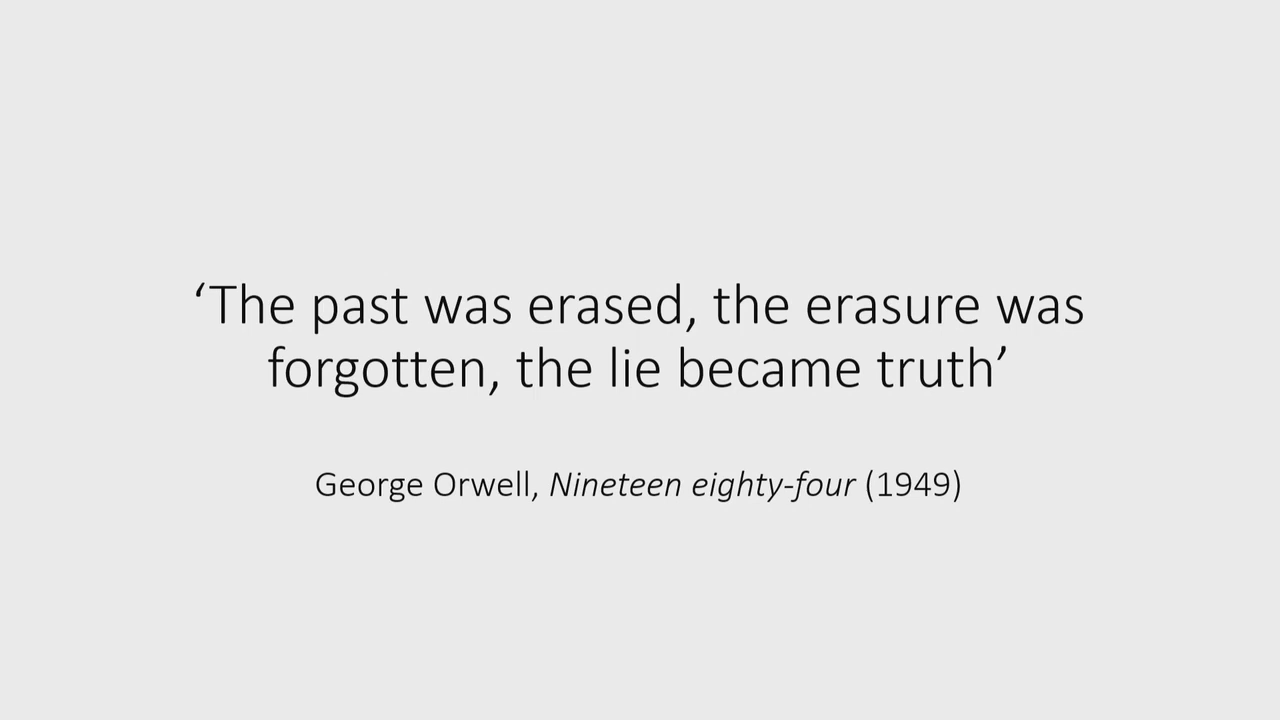 ‘The past was erased, the erasure was
forgotten, the lie became truth’
George Orwell, Nineteen eighty-four (1949)